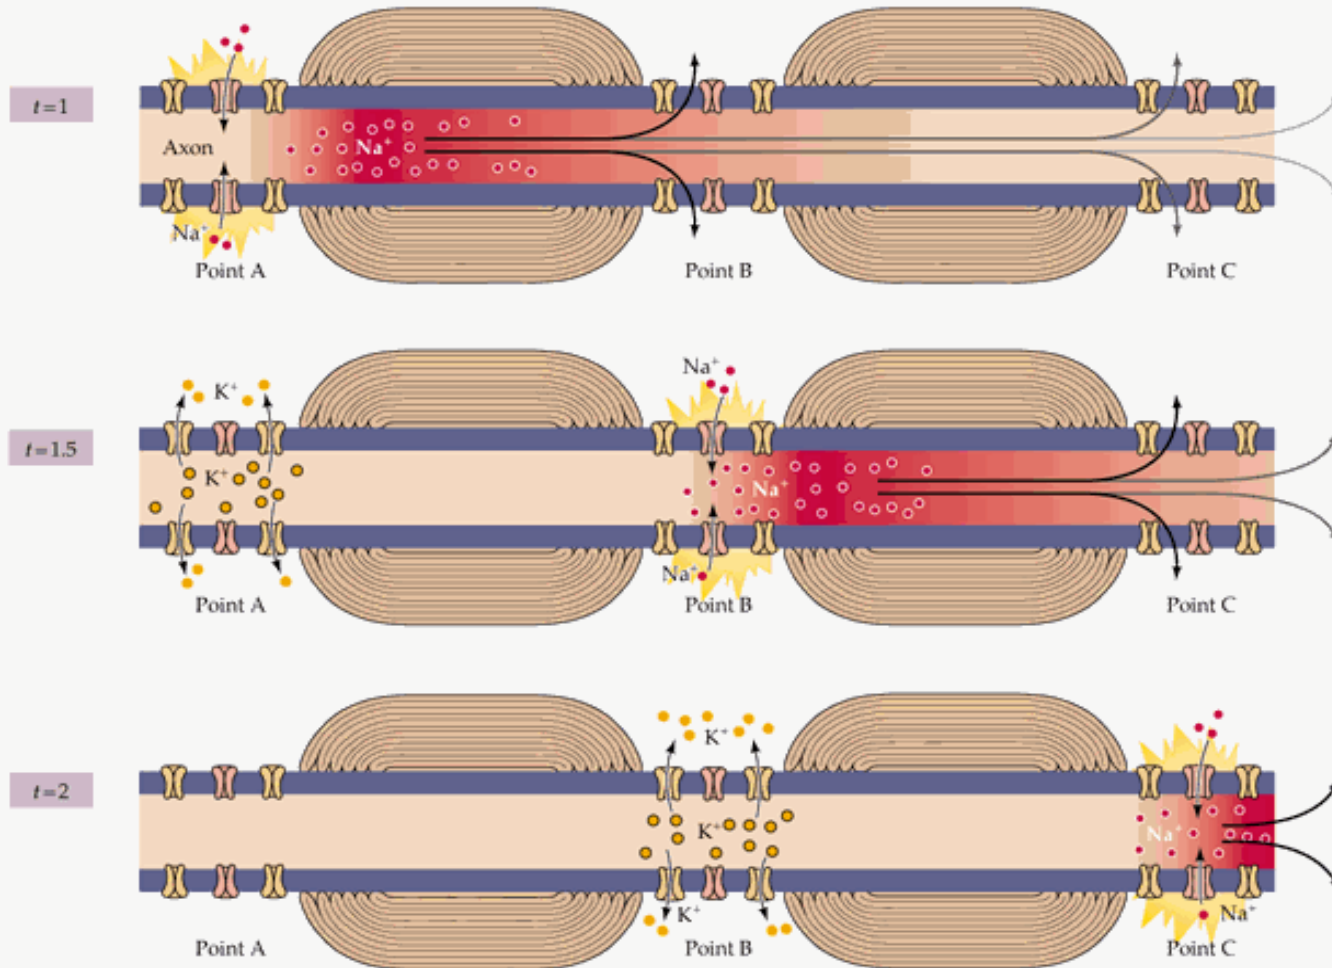 t=1
Axon
Na⁺
Na⁺
Point A
Point B
Point C
t=1.5
K⁺
K⁺
Na⁺
Na⁺
Na⁺
Point A
Point B
Point C
t=2
K⁺
K⁺
K⁺
Na⁺
Na⁺
Point A
Point B
Point C